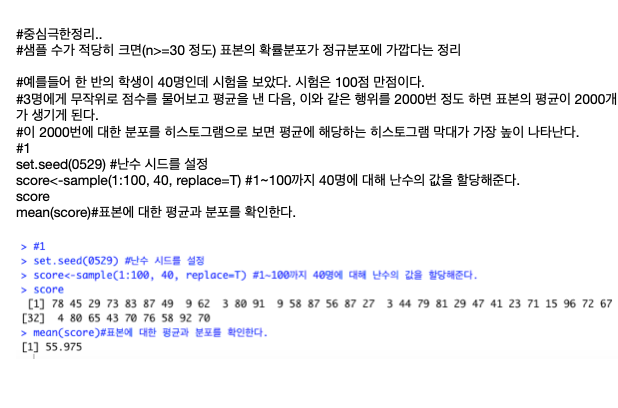 #중심극한정리..
#샘플 수가 적당히 크면(n>=30 정도) 표본의 확률분포가 정규분포에 가깝다는 정리
#예를들어 한 반의 학생이 40명인데 시험을 보았다. 시험은 100점 만점이다.
#3명에게 무작위로 점수를 물어보고 평균을 낸 다음, 이와 같은 행위를 2000번 정도 하면 표본의 평균이 2000개
가 생기게 된다.
#이 2000번에 대한 분포를 히스토그램으로 보면 평균에 해당하는 히스토그램 막대가 가장 높이 나타난다.
#1
set.seed(0529) #난수 시드를 설정
score<-sample(1:100, 40, replace=T) #1~100까지 40명에 대해 난수의 값을 할당해준다.
score
mean(score)#표본에 대한 평균과 분포를 확인한다.
> #1
> set.seed(0529) #난수 시드를 설정
> score<-sample(1:100, 40, replace=T) #1~100까지 40명에 대해 난수의 값을 할당해준다.
> score
[1] 78 45 29 73 83 87 49 9 62 3 80 91 9 58 87 56 87 27 3 44 79 81 29 47 41 23 71 15 96 72 67
[32] 4 80 65 43 70 76 58 92 70
> mean(score)#표본에 대한 평균과 분포를 확인한다.
[1] 55.975